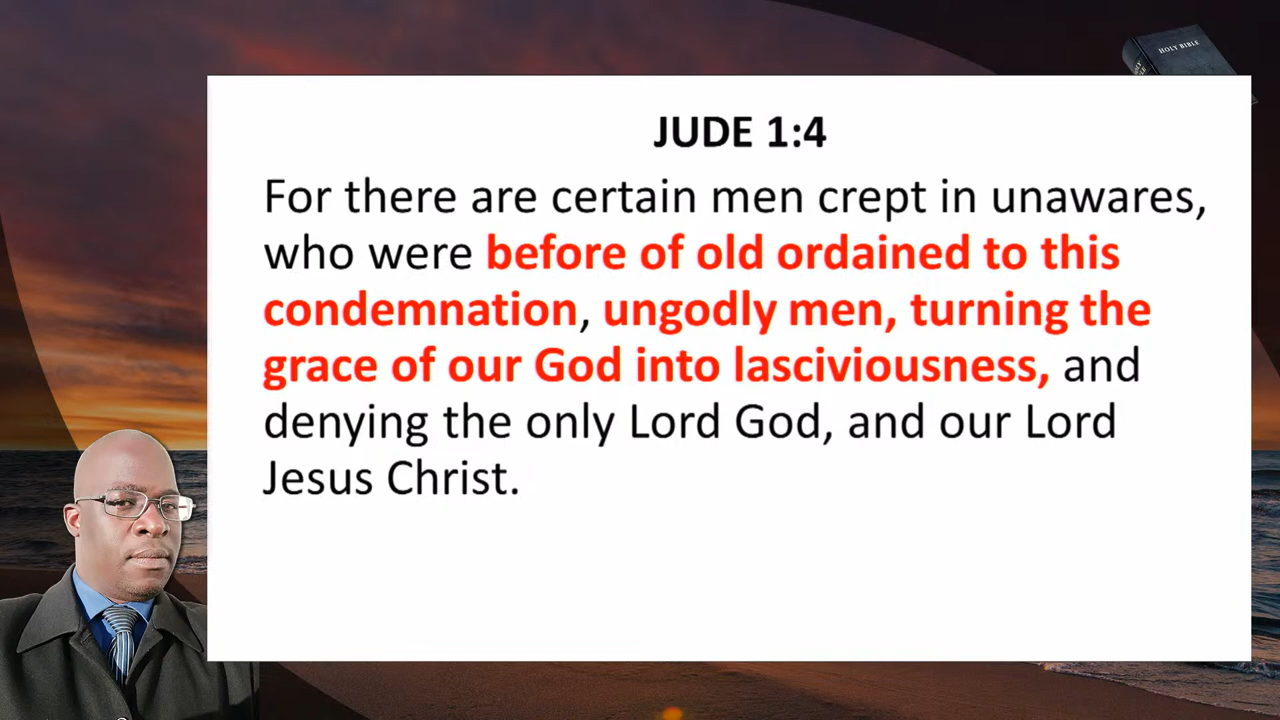 HOLY BIBLE
JUDE 1:4
For there are certain men crept in unawares,
who were before of old ordained to this
condemnation, ungodly men, turning the
grace of our God into lasciviousness, and
denying the only Lord God, and our Lord
Jesus Christ.